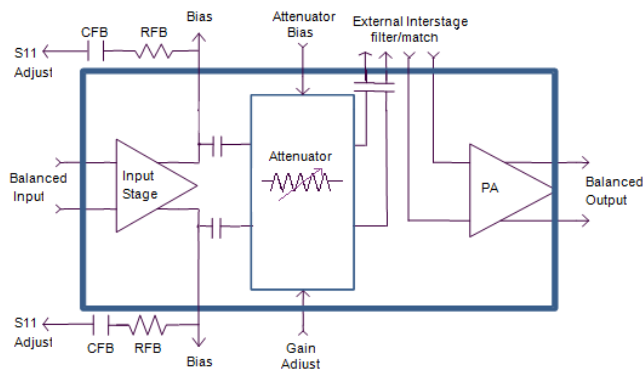 Bias
Attenuator
Bias
External Interstage
filter/match
CFB
RFB
S11
Adjust
Balanced
Input
Input
Stage
Attenuator
PA
Balanced
Output
S11
Adjust
CFB
RFB
Bias
Gain
Adjust